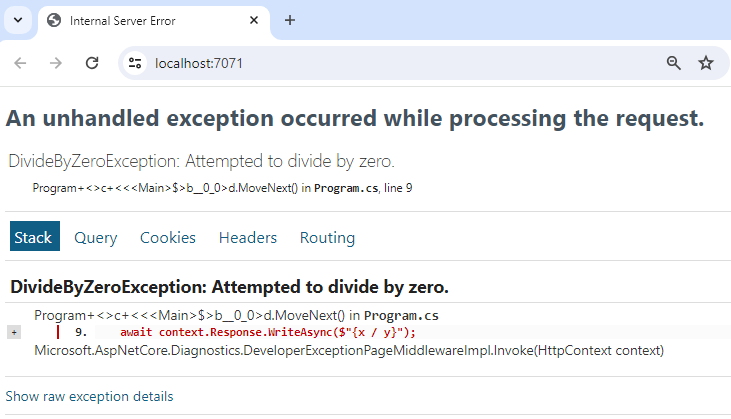 Internal Server Error
localhost:7071
An unhandled exception occurred while processing the request.
DivideByZeroException: Attempted to divide by zero.
Program+<>c+<<<Main>$>b__0_0>d.MoveNext() in Program.cs, line 9
Stack Query Cookies Headers Routing
DivideByZeroException: Attempted to divide by zero.
Program+<>c+<<<Main>$>b__0_0>d.MoveNext() in Program.cs
+ 9. await context.Response.WriteAsync($"{x / y}");
Microsoft.AspNetCore.Diagnostics.DeveloperExceptionPageMiddlewareImpl.Invoke(HttpContext context)
Show raw exception details